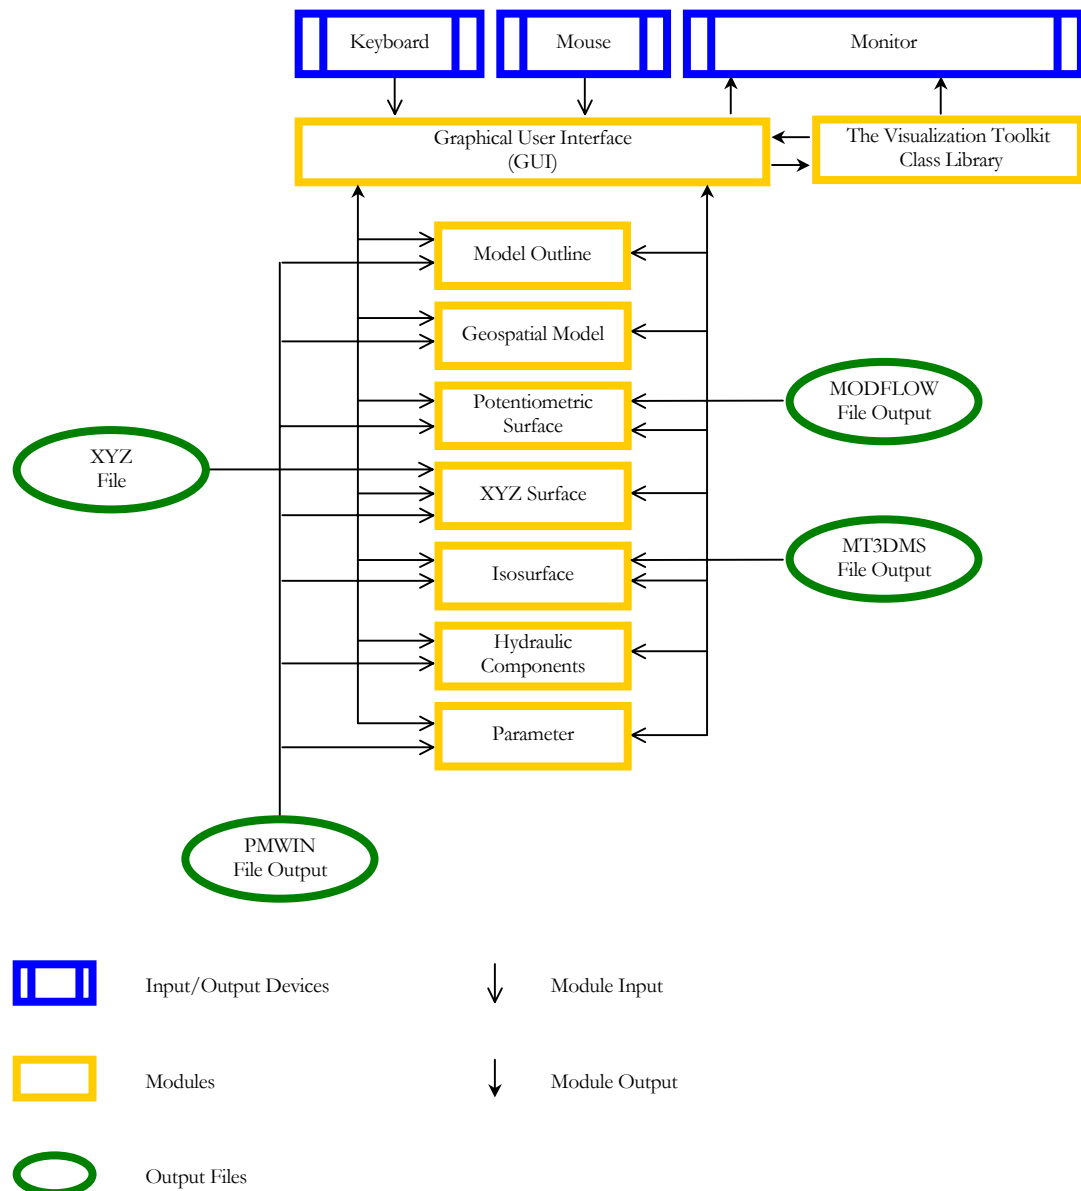 Keyboard
Mouse
Monitor
Graphical User Interface
(GUI)
The Visualization Toolkit
Class Library
Model Outline
Geospatial Model
Potentiometric
Surface
MODFLOW
File Output
XYZ
File
XYZ Surface
Isosurface
MT3DMS
File Output
Hydraulic
Components
Parameter
PMWIN
File Output
Input/Output Devices
Module Input
Modules
Module Output
Output Files